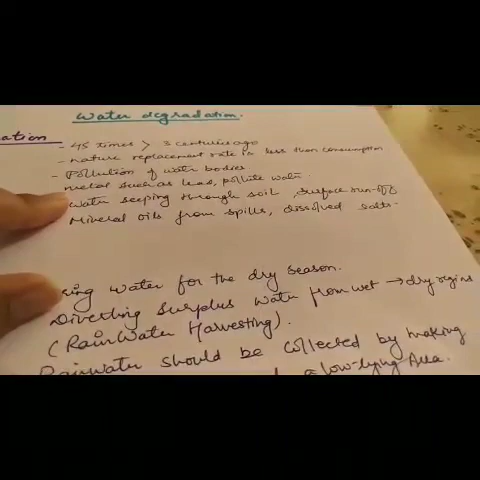 Water degradation.
ation
- 45 times > 3 centuries ago
- nature replacement rate is less than consumption
- Pollution of water bodies
metal such as lead, pollute water.
water seeping through soil, surface run-off
Mineral oils from spills, dissolved salts-
ing water for the dry season.
Diverting surplus water from wet → dry regions
(RainWater Harvesting).
Rainwater should be collected by making
a low-lying Area.